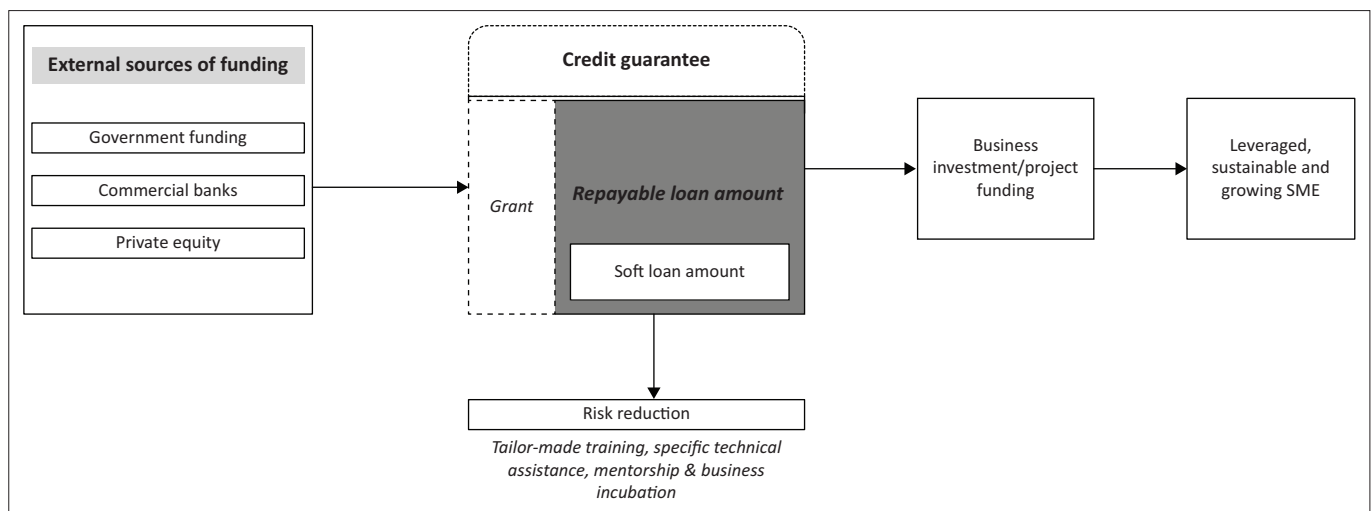 External sources of funding
Government funding
Commercial banks
Private equity
Credit guarantee
Grant
Repayable loan amount
Soft loan amount
Risk reduction
Tailor-made training, specific technical
assistance, mentorship & business
incubation
Business
investment/project
funding
Leveraged,
sustainable and
growing SME